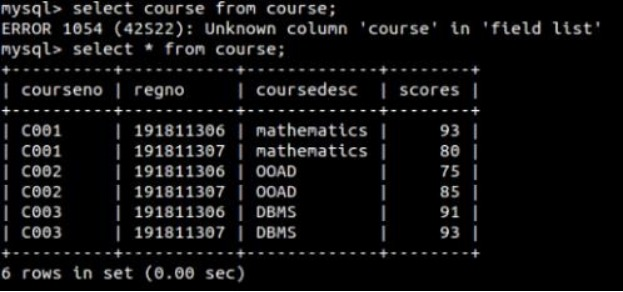 mysql> select course from course;
ERROR 1054 (42S22): Unknown column 'course' in 'field list'
mysql> select * from course;
+----------+-----------+-------------+--------+
| courseno | regno     | coursedesc  | scores |
+----------+-----------+-------------+--------+
| C001     | 191811306 | mathematics |     93 |
| C001     | 191811307 | mathematics |     80 |
| C002     | 191811306 | OOAD        |     75 |
| C002     | 191811307 | OOAD        |     85 |
| C003     | 191811306 | DBMS        |     91 |
| C003     | 191811307 | DBMS        |     93 |
+----------+-----------+-------------+--------+
6 rows in set (0.00 sec)